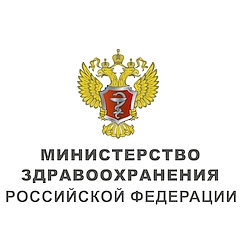 МИНИСТЕРСТВО
ЗДРАВООХРАНЕНИЯ
РОССИЙСКОЙ ФЕДЕРАЦИИ